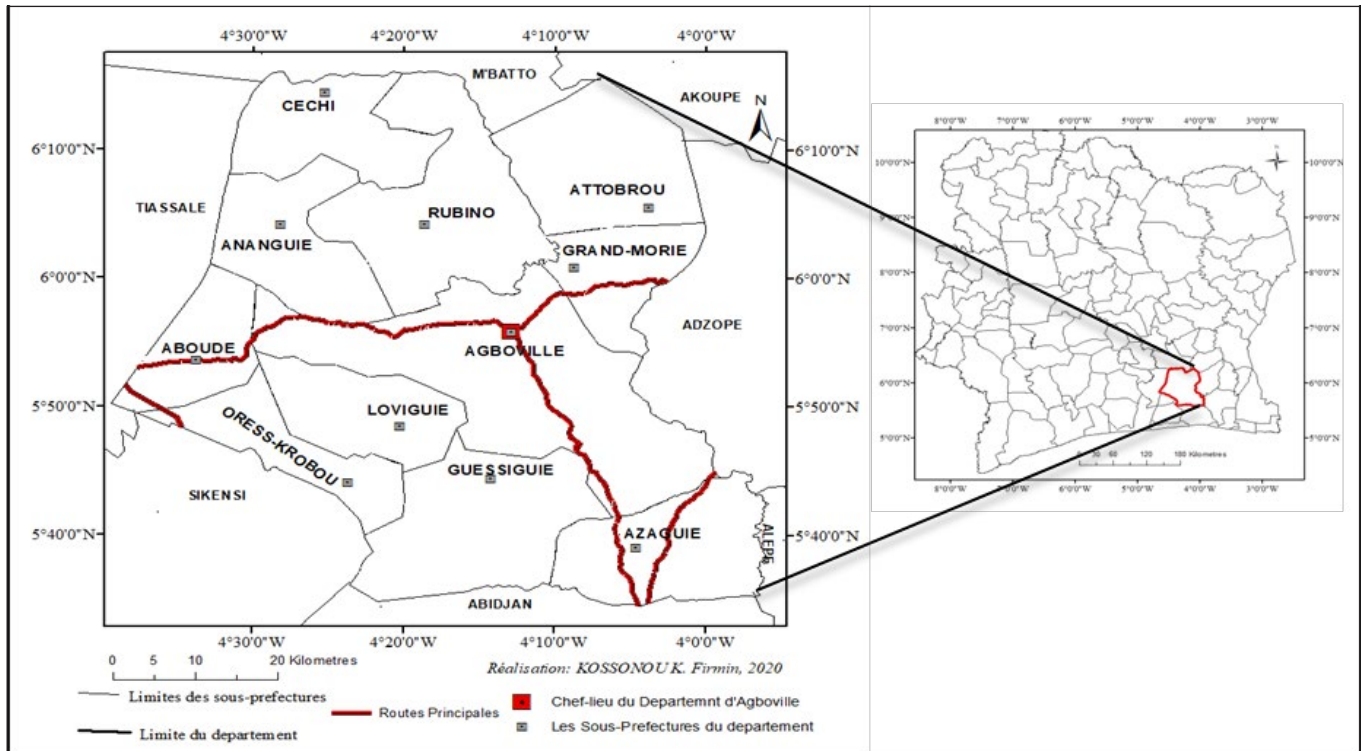 4°30'0"W 4°20'0"W 4°10'0"W 4°0'0"W
M'BATTO
AKOUPE
CECHI
N
6°10'0"N
6°10'0"N
ATTOBROU
TIASSALE
RUBINO
ANANGUIE
GRAND-MORIE
6°0'0"N
6°0'0"N
ADZOPE
ABOUDE
AGBOVILLE
5°50'0"N
5°50'0"N
LOVIGUIE
ORESS-KROBOU
GUESSIGUIE
SIKENSI
5°40'0"N
5°40'0"N
AZAGUIE
ALEPE
ABIDJAN
4°30'0"W 4°20'0"W 4°10'0"W 4°0'0"W
0 5 10 20 Kilometres
Réalisation: KOSSONOU K. Firmin, 2020
Limites des sous-prefectures
Routes Principales
Limite du departement
Chef-lieu du Departemnt d'Agboville
Les Sous-Prefectures du departement
8°0'0"W 7°0'0"W 6°0'0"W 5°0'0"W 4°0'0"W 3°0'0"W
10°0'0"N
10°0'0"N
9°0'0"N
9°0'0"N
8°0'0"N
8°0'0"N
7°0'0"N
7°0'0"N
6°0'0"N
6°0'0"N
5°0'0"N
5°0'0"N
0 30 60 120 180 Kilometres
8°0'0"W 7°0'0"W 6°0'0"W 5°0'0"W 4°0'0"W 3°0'0"W